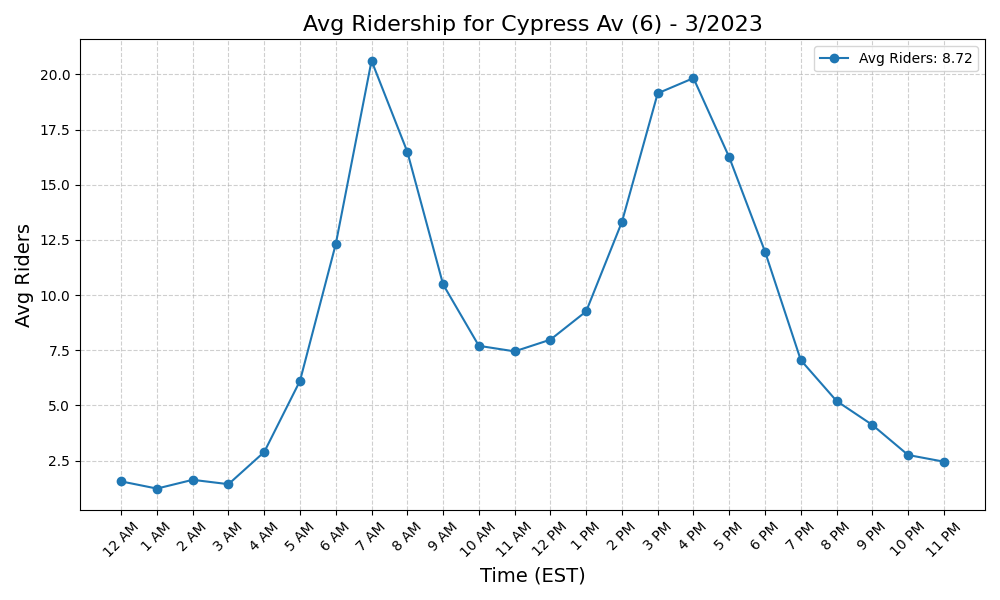 Avg Ridership for Cypress Av (6) - 3/2023
Avg Riders: 8.72
Avg Riders
20.0
17.5
15.0
12.5
10.0
7.5
5.0
2.5
12 AM
1 AM
2 AM
3 AM
4 AM
5 AM
6 AM
7 AM
8 AM
9 AM
10 AM
11 AM
12 PM
1 PM
2 PM
3 PM
4 PM
5 PM
6 PM
7 PM
8 PM
9 PM
10 PM
11 PM
Time (EST)